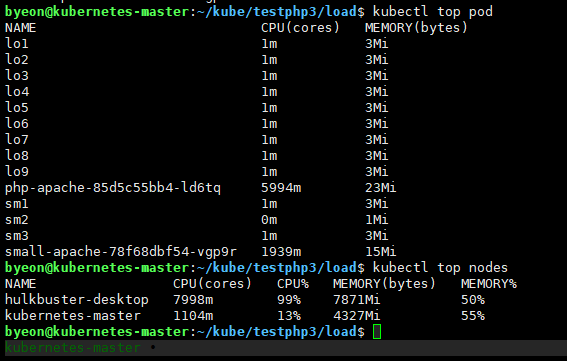 byeon@kubernetes-master:~/kube/testphp3/load$ kubectl top pod
NAME CPU(cores) MEMORY(bytes)
lo1 1m 3Mi
lo2 1m 3Mi
lo3 1m 3Mi
lo4 1m 3Mi
lo5 1m 3Mi
lo6 1m 3Mi
lo7 1m 3Mi
lo8 1m 3Mi
lo9 1m 3Mi
php-apache-85d5c55bb4-ld6tq 5994m 23Mi
sm1 1m 3Mi
sm2 0m 1Mi
sm3 1m 3Mi
small-apache-78f68dbf54-vgp9r 1939m 15Mi
byeon@kubernetes-master:~/kube/testphp3/load$ kubectl top nodes
NAME CPU(cores) CPU% MEMORY(bytes) MEMORY%
hulkbuster-desktop 7998m 99% 7871Mi 50%
kubernetes-master 1104m 13% 4327Mi 55%
byeon@kubernetes-master:~/kube/testphp3/load$
kubernetes-master •